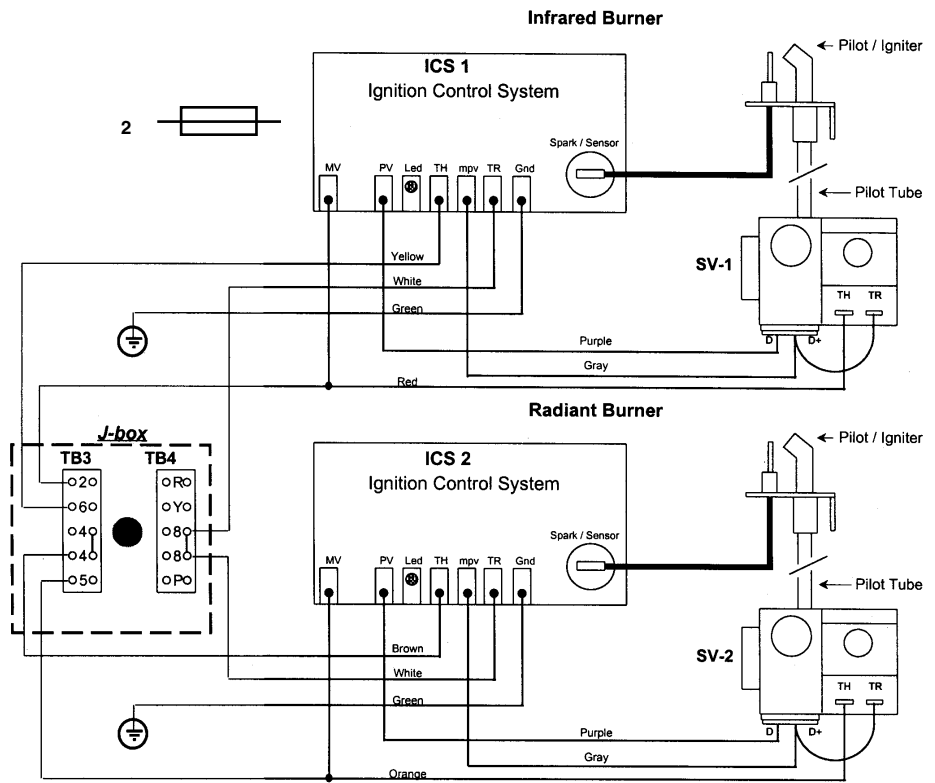 Infrared Burner
ICS 1
Ignition Control System
Pilot / Igniter
2
Spark / Sensor
MV PV Led TH mpv TR Gnd
Pilot Tube
Yellow
SV-1
White
TH TR
Green
D D+
Purple
Gray
Red
Radiant Burner
J-box
TB3 TB4
ICS 2
Ignition Control System
Pilot / Igniter
2 R
6 Y
4 8
4 8
5 P
Spark / Sensor
MV PV Led TH mpv TR Gnd
Pilot Tube
Brown
SV-2
White
TH TR
Green
D D+
Purple
Gray
Orange